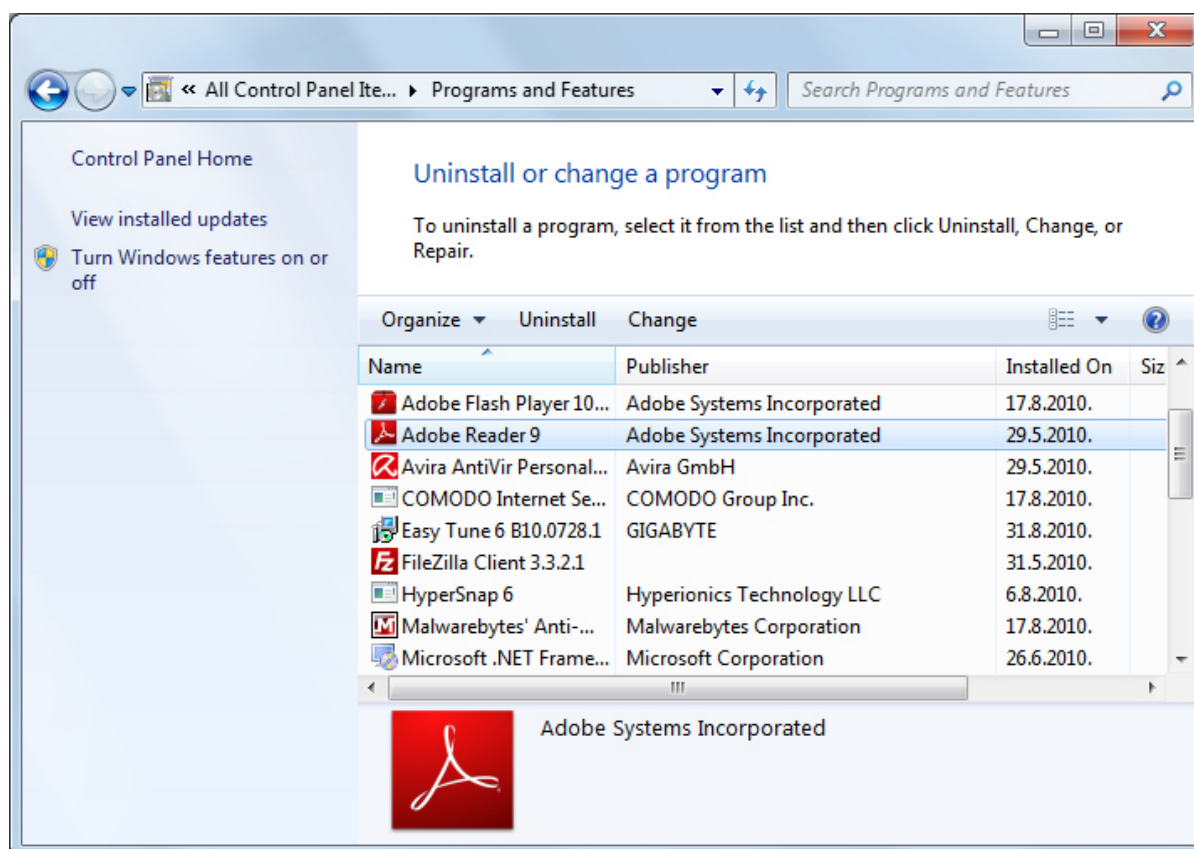 « All Control Panel Ite... ▸ Programs and Features
Search Programs and Features
Control Panel Home
View installed updates
Turn Windows features on or
off
Uninstall or change a program
To uninstall a program, select it from the list and then click Uninstall, Change, or
Repair.
Organize Uninstall Change
Name Publisher Installed On Siz
Adobe Flash Player 10... Adobe Systems Incorporated 17.8.2010.
Adobe Reader 9 Adobe Systems Incorporated 29.5.2010.
Avira AntiVir Personal... Avira GmbH 29.5.2010.
COMODO Internet Se... COMODO Group Inc. 17.8.2010.
Easy Tune 6 B10.0728.1 GIGABYTE 31.8.2010.
FileZilla Client 3.3.2.1 31.5.2010.
HyperSnap 6 Hyperionics Technology LLC 6.8.2010.
Malwarebytes' Anti-... Malwarebytes Corporation 17.8.2010.
Microsoft .NET Frame... Microsoft Corporation 26.6.2010.
Adobe Systems Incorporated